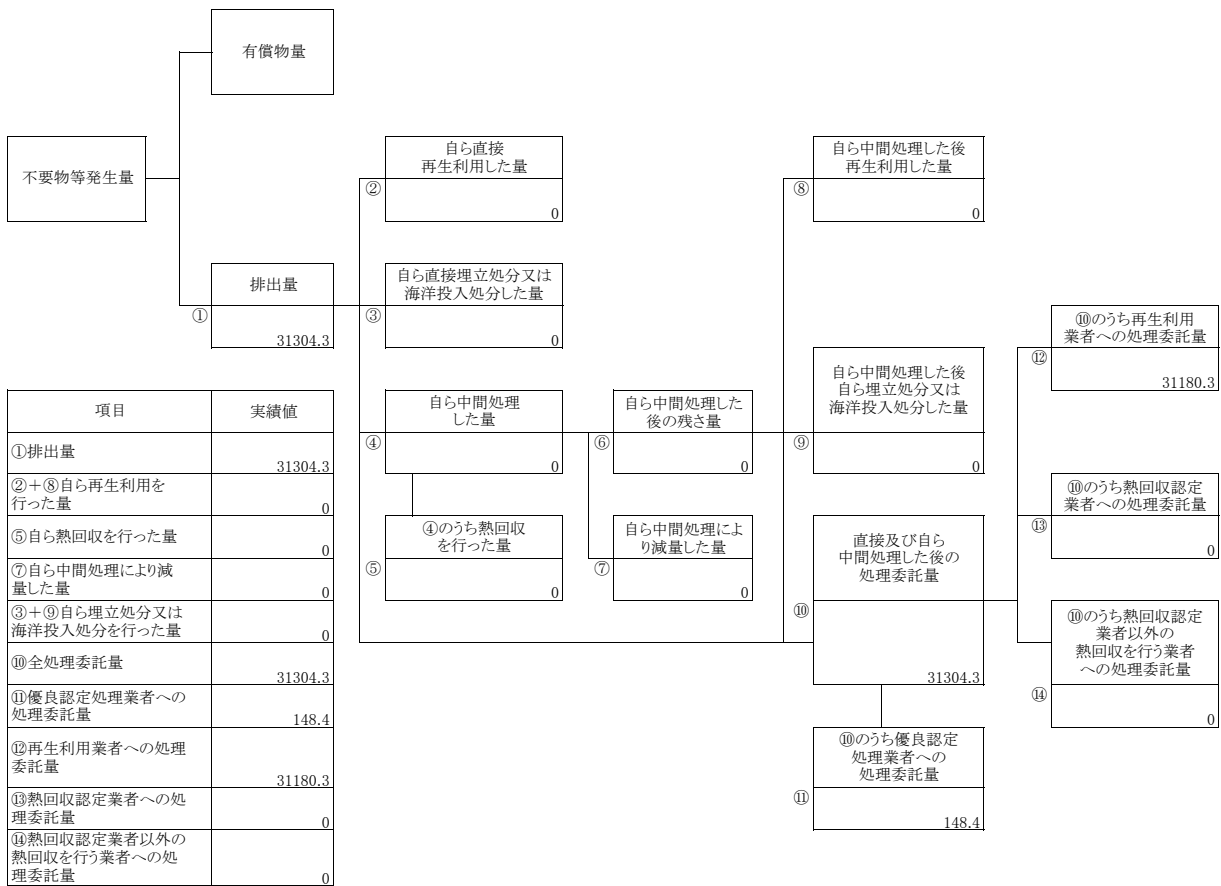 有償物量
不要物等発生量
自ら直接
再生利用した量
②
0
自ら中間処理した後
再生利用した量
⑧
0
排出量
①
31304.3
自ら直接埋立処分又は
海洋投入処分した量
③
0
⑩のうち再生利用
業者への処理委託量
⑫
31180.3
自ら中間処理
した量
④
0
自ら中間処理した
後の残さ量
⑥
0
自ら中間処理した後
自ら埋立処分又は
海洋投入処分した量
⑨
0
⑩のうち熱回収認定
業者への処理委託量
⑬
0
④のうち熱回収
を行った量
⑤
0
自ら中間処理によ
り減量した量
⑦
0
直接及び自ら
中間処理した後の
処理委託量
⑩
31304.3
⑩のうち熱回収認定
業者以外の
熱回収を行う業者
への処理委託量
⑭
0
⑩のうち優良認定
処理業者への
処理委託量
⑪
148.4
項目 実績値
①排出量
31304.3
②＋⑧自ら再生利用を
行った量
0
⑤自ら熱回収を行った量
0
⑦自ら中間処理により減
量した量
0
③＋⑨自ら埋立処分又は
海洋投入処分を行った量
0
⑩全処理委託量
31304.3
⑪優良認定処理業者への
処理委託量
148.4
⑫再生利用業者への処理
委託量
31180.3
⑬熱回収認定業者への処
理委託量
0
⑭熱回収認定業者以外の
熱回収を行う業者への処
理委託量
0